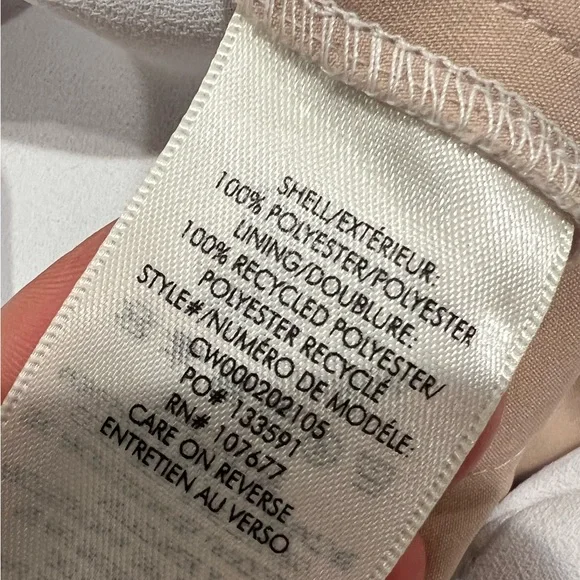 SHELL/EXTÉRIEUR:
100% POLYESTER/POLYESTER
LINING/DOUBLURE:
100% RECYCLED POLYESTER/
POLYESTER RECYCLÉ
STYLE#/NUMÉRO DE MODÉLE:
CW000202105
PO# 133591
RN# 107677
CARE ON REVERSE
ENTRETIEN AU VERSO